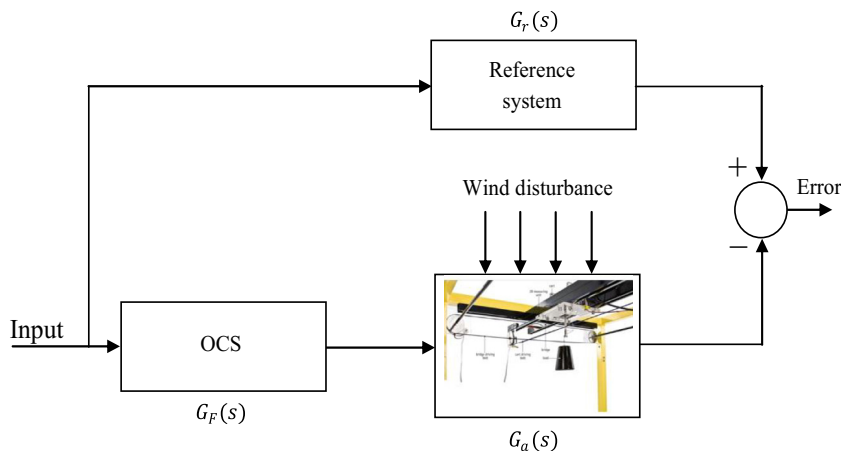 G_r(s)
Reference
system
Wind disturbance
+
Error
−
Input
OCS
G_F(s)
G_a(s)